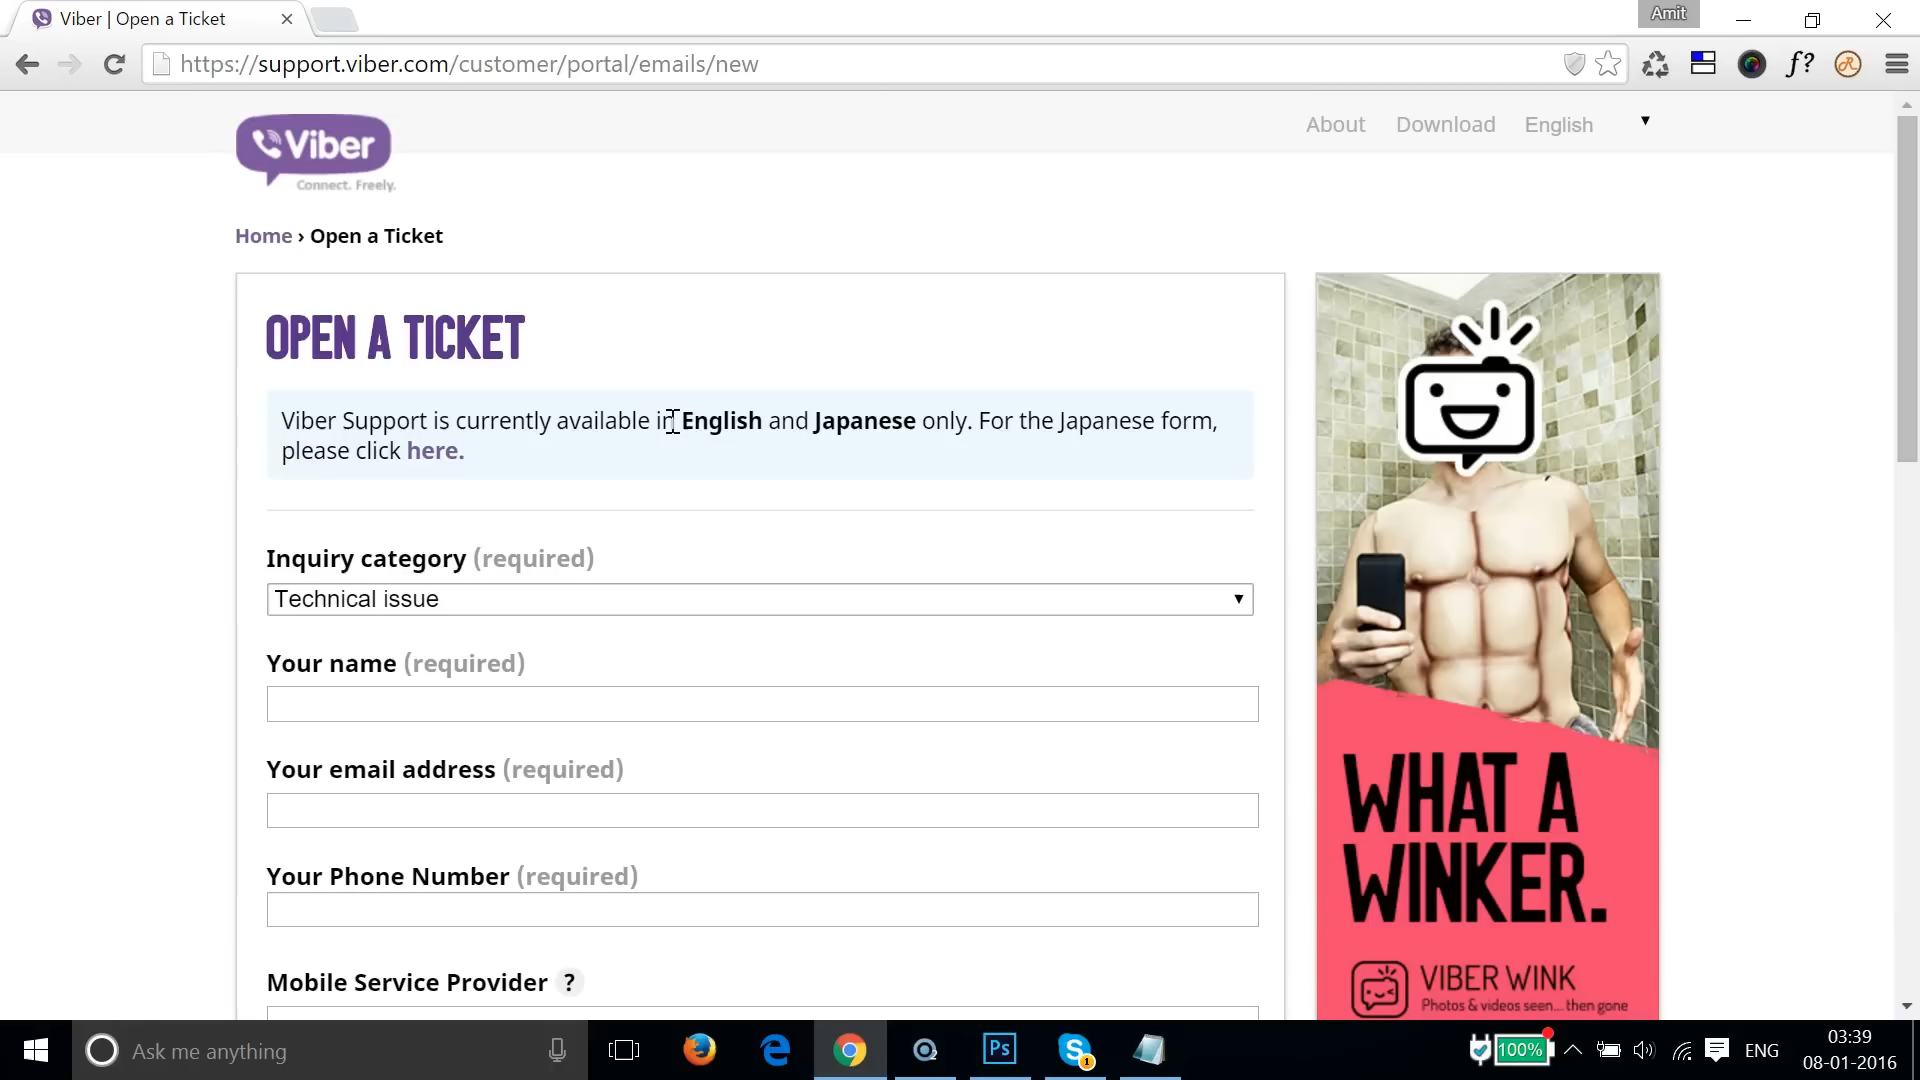 Viber | Open a Ticket
Amit
https://support.viber.com/customer/portal/emails/new
f?
Viber
Connect. Freely.
About Download English
Home › Open a Ticket
OPEN A TICKET
Viber Support is currently available in English and Japanese only. For the Japanese form,
please click here.
Inquiry category (required)
Technical issue
Your name (required)
Your email address (required)
Your Phone Number (required)
Mobile Service Provider ?
WHAT A
WINKER.
VIBER WINK
Photos & videos seen... then gone
Ask me anything
Ps
1
100%
ENG
03:39
08-01-2016